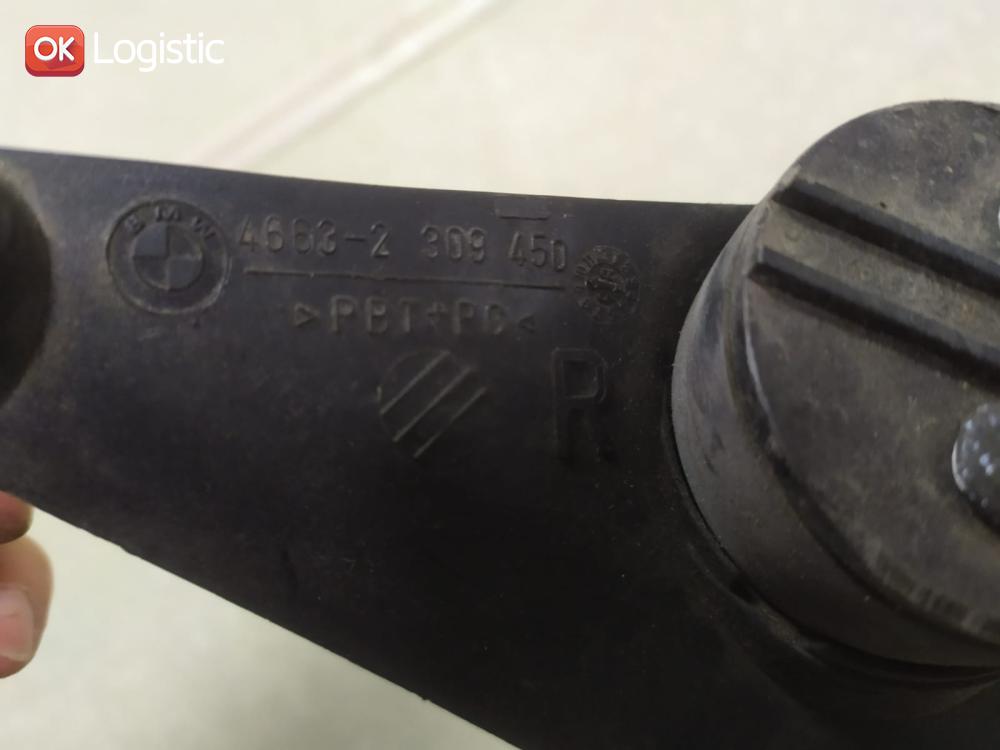 OK Logistic
BMW 4663-2 309 450
>PBT+PC<
R